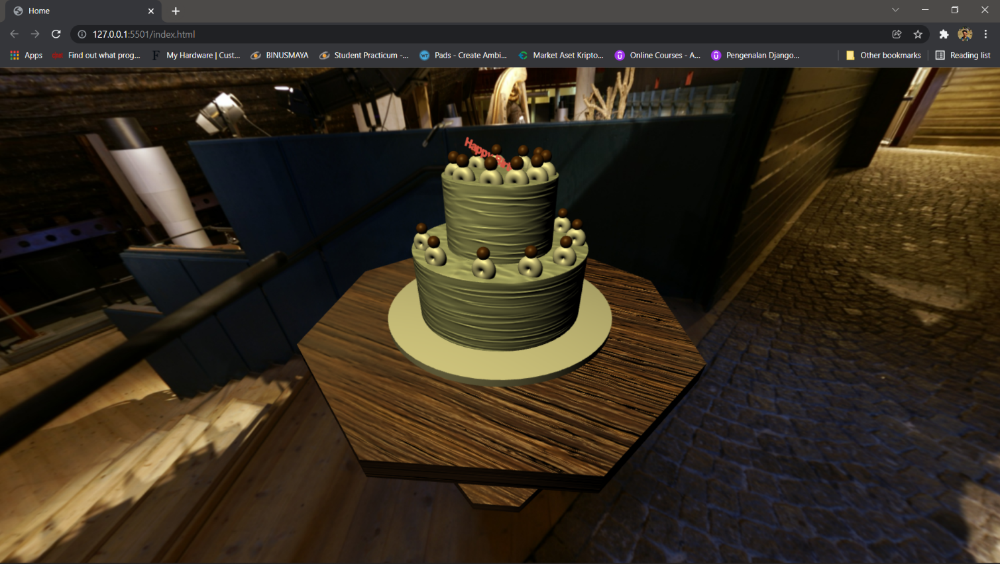 Home
127.0.0.1:5501/index.html
Apps
Find out what prog...
My Hardware | Cust...
BINUSMAYA
Student Practicum -...
Pads - Create Ambi...
Market Aset Kripto...
Online Courses - A...
Pengenalan Django...
Other bookmarks
Reading list
Happy